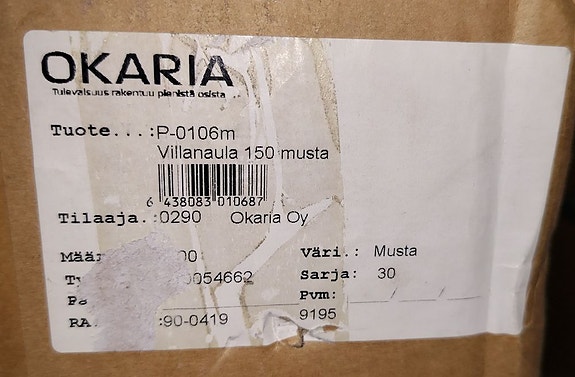 OKARIA
Tulevaisuus rakentuu pienistä osista
Tuote...:P-0106m
Villanaula 150 musta
6 438083 010687
Tilaaja.:0290 Okaria Oy
Väri.: Musta
0054662 Sarja: 30
Pvm: / /
:90-0419 9195